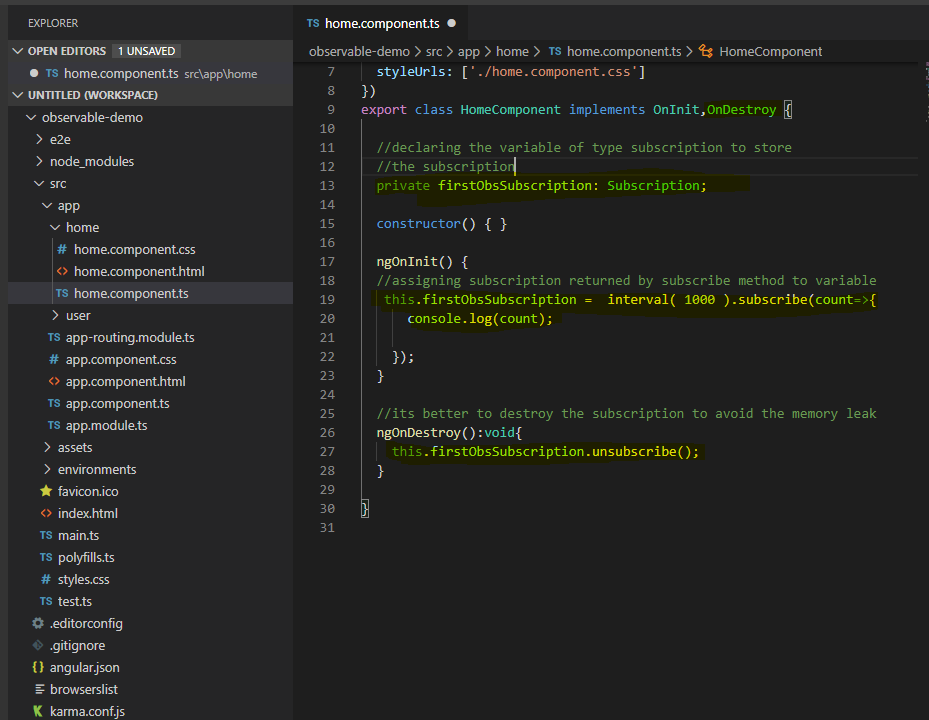 EXPLORER
OPEN EDITORS 1 UNSAVED
TS home.component.ts src\app\home
UNTITLED (WORKSPACE)
observable-demo
e2e
node_modules
src
app
home
# home.component.css
<> home.component.html
TS home.component.ts
user
TS app-routing.module.ts
# app.component.css
<> app.component.html
TS app.component.ts
TS app.module.ts
assets
environments
favicon.ico
<> index.html
TS main.ts
TS polyfills.ts
# styles.css
TS test.ts
.editorconfig
.gitignore
{} angular.json
browserslist
karma.conf.js
TS home.component.ts
observable-demo > src > app > home > TS home.component.ts > HomeComponent
7 styleUrls: ['./home.component.css']
8 })
9 export class HomeComponent implements OnInit,OnDestroy {
10
11 //declaring the variable of type subscription to store
12 //the subscription
13 private firstObsSubscription: Subscription;
14
15 constructor() { }
16
17 ngOnInit() {
18 //assigning subscription returned by subscribe method to variable
19 this.firstObsSubscription = interval( 1000 ).subscribe(count=>{
20 console.log(count);
21
22 });
23 }
24
25 //its better to destroy the subscription to avoid the memory leak
26 ngOnDestroy():void{
27 this.firstObsSubscription.unsubscribe();
28 }
29
30 }
31